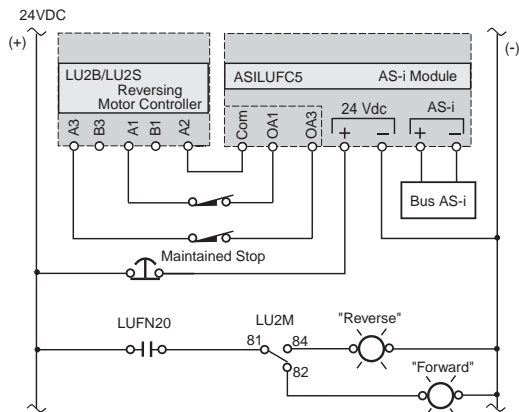 24VDC
(+)
(-)
LU2B/LU2S
Reversing
Motor Controller
A3 B3 A1 B1 A2
ASILUFC5 AS-i Module
Com OA1 OA3
24 Vdc AS-i
+ − + −
Bus AS-i
Maintained Stop
LUFN20
LU2M
81 84
82
"Reverse"
"Forward"